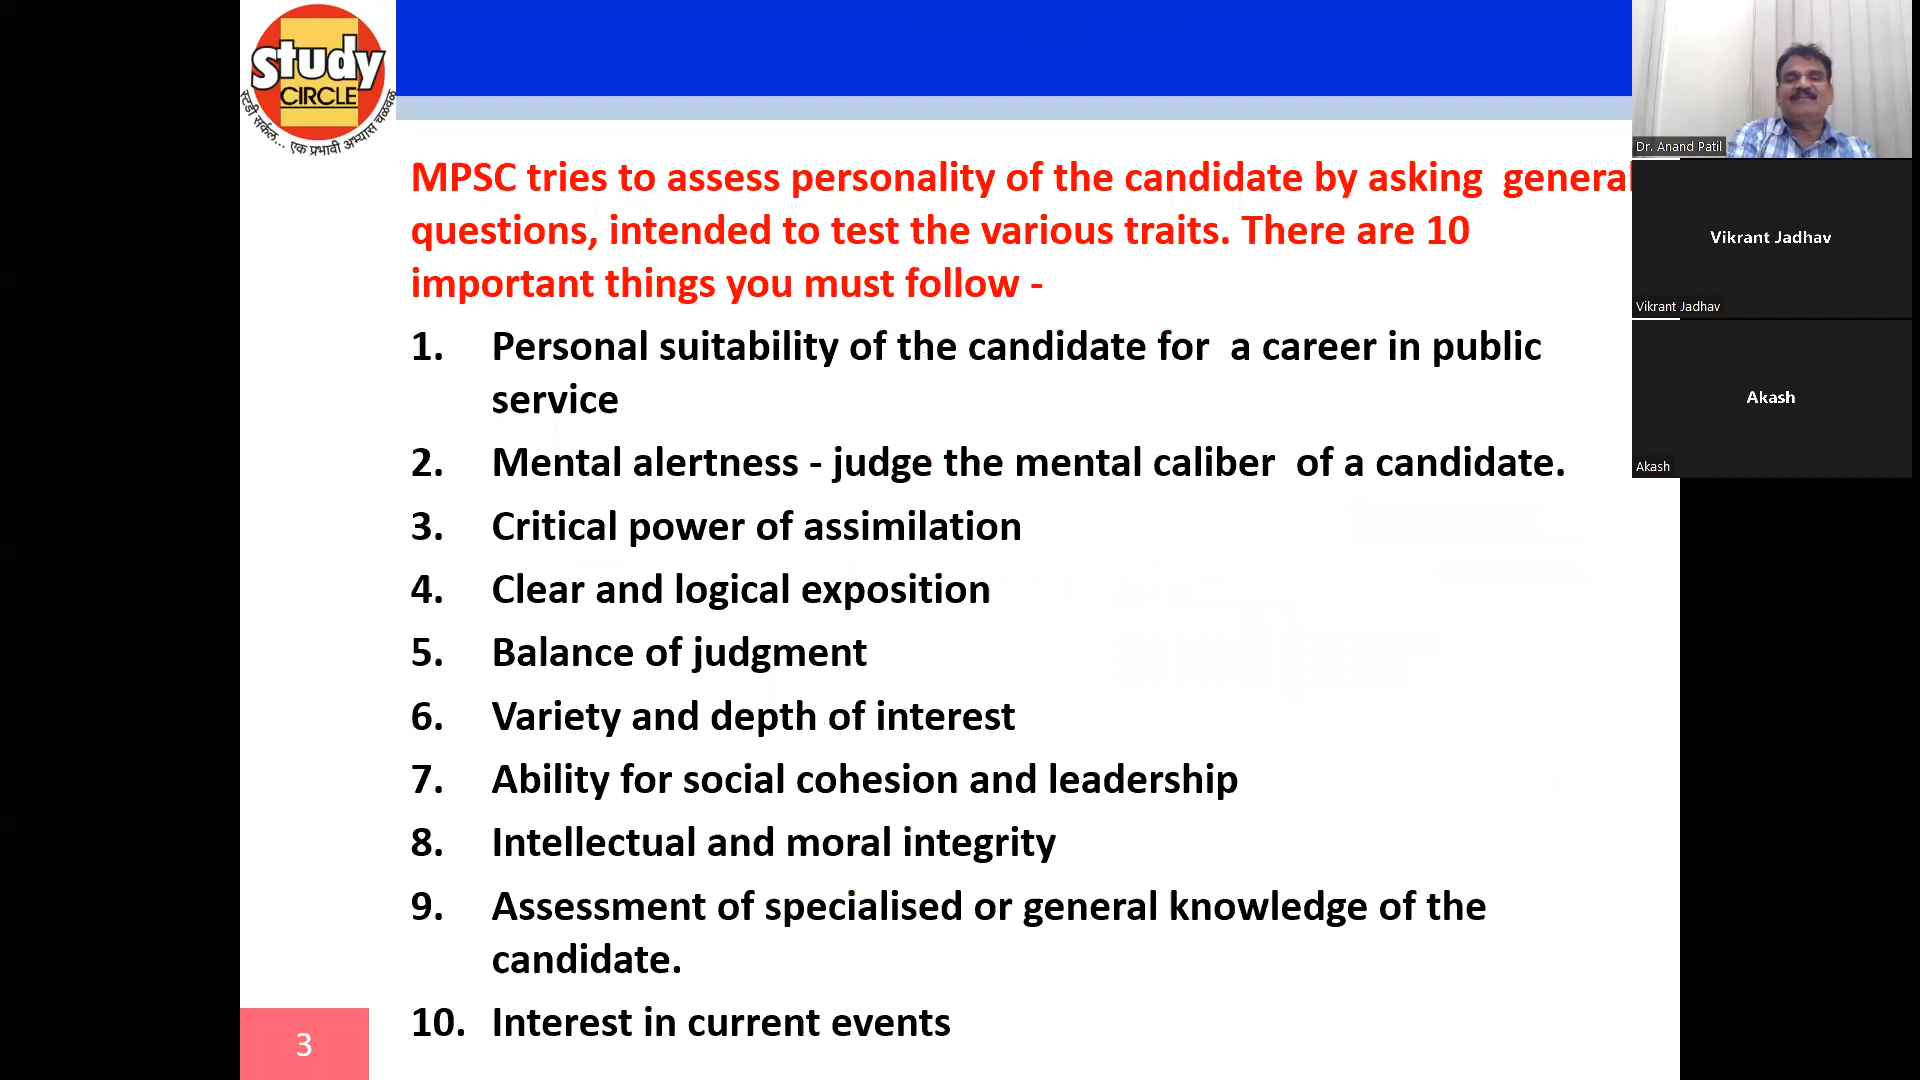 study
CIRCLE
स्टडी सर्कल... एक प्रभावी अभ्यास चळवळ
MPSC tries to assess personality of the candidate by asking general
questions, intended to test the various traits. There are 10
important things you must follow -
1. Personal suitability of the candidate for a career in public
service
2. Mental alertness - judge the mental caliber of a candidate.
3. Critical power of assimilation
4. Clear and logical exposition
5. Balance of judgment
6. Variety and depth of interest
7. Ability for social cohesion and leadership
8. Intellectual and moral integrity
9. Assessment of specialised or general knowledge of the
candidate.
10. Interest in current events
3
Dr. Anand Patil
Vikrant Jadhav
Vikrant Jadhav
Akash
Akash